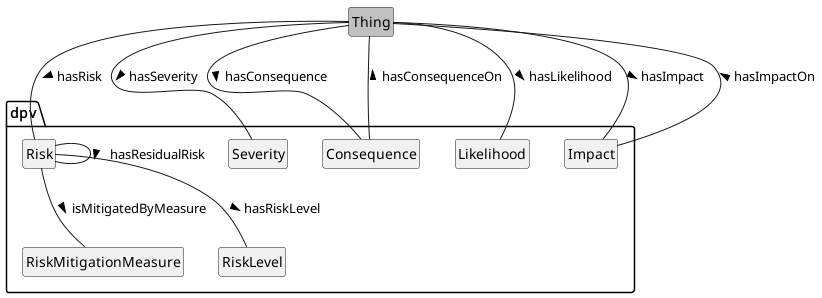 Thing
hasRisk
hasSeverity
hasConsequence
hasConsequenceOn
hasLikelihood
hasImpact
hasImpactOn
dpv
Risk
hasResidualRisk
Severity
Consequence
Likelihood
Impact
isMitigatedByMeasure
hasRiskLevel
RiskMitigationMeasure
RiskLevel